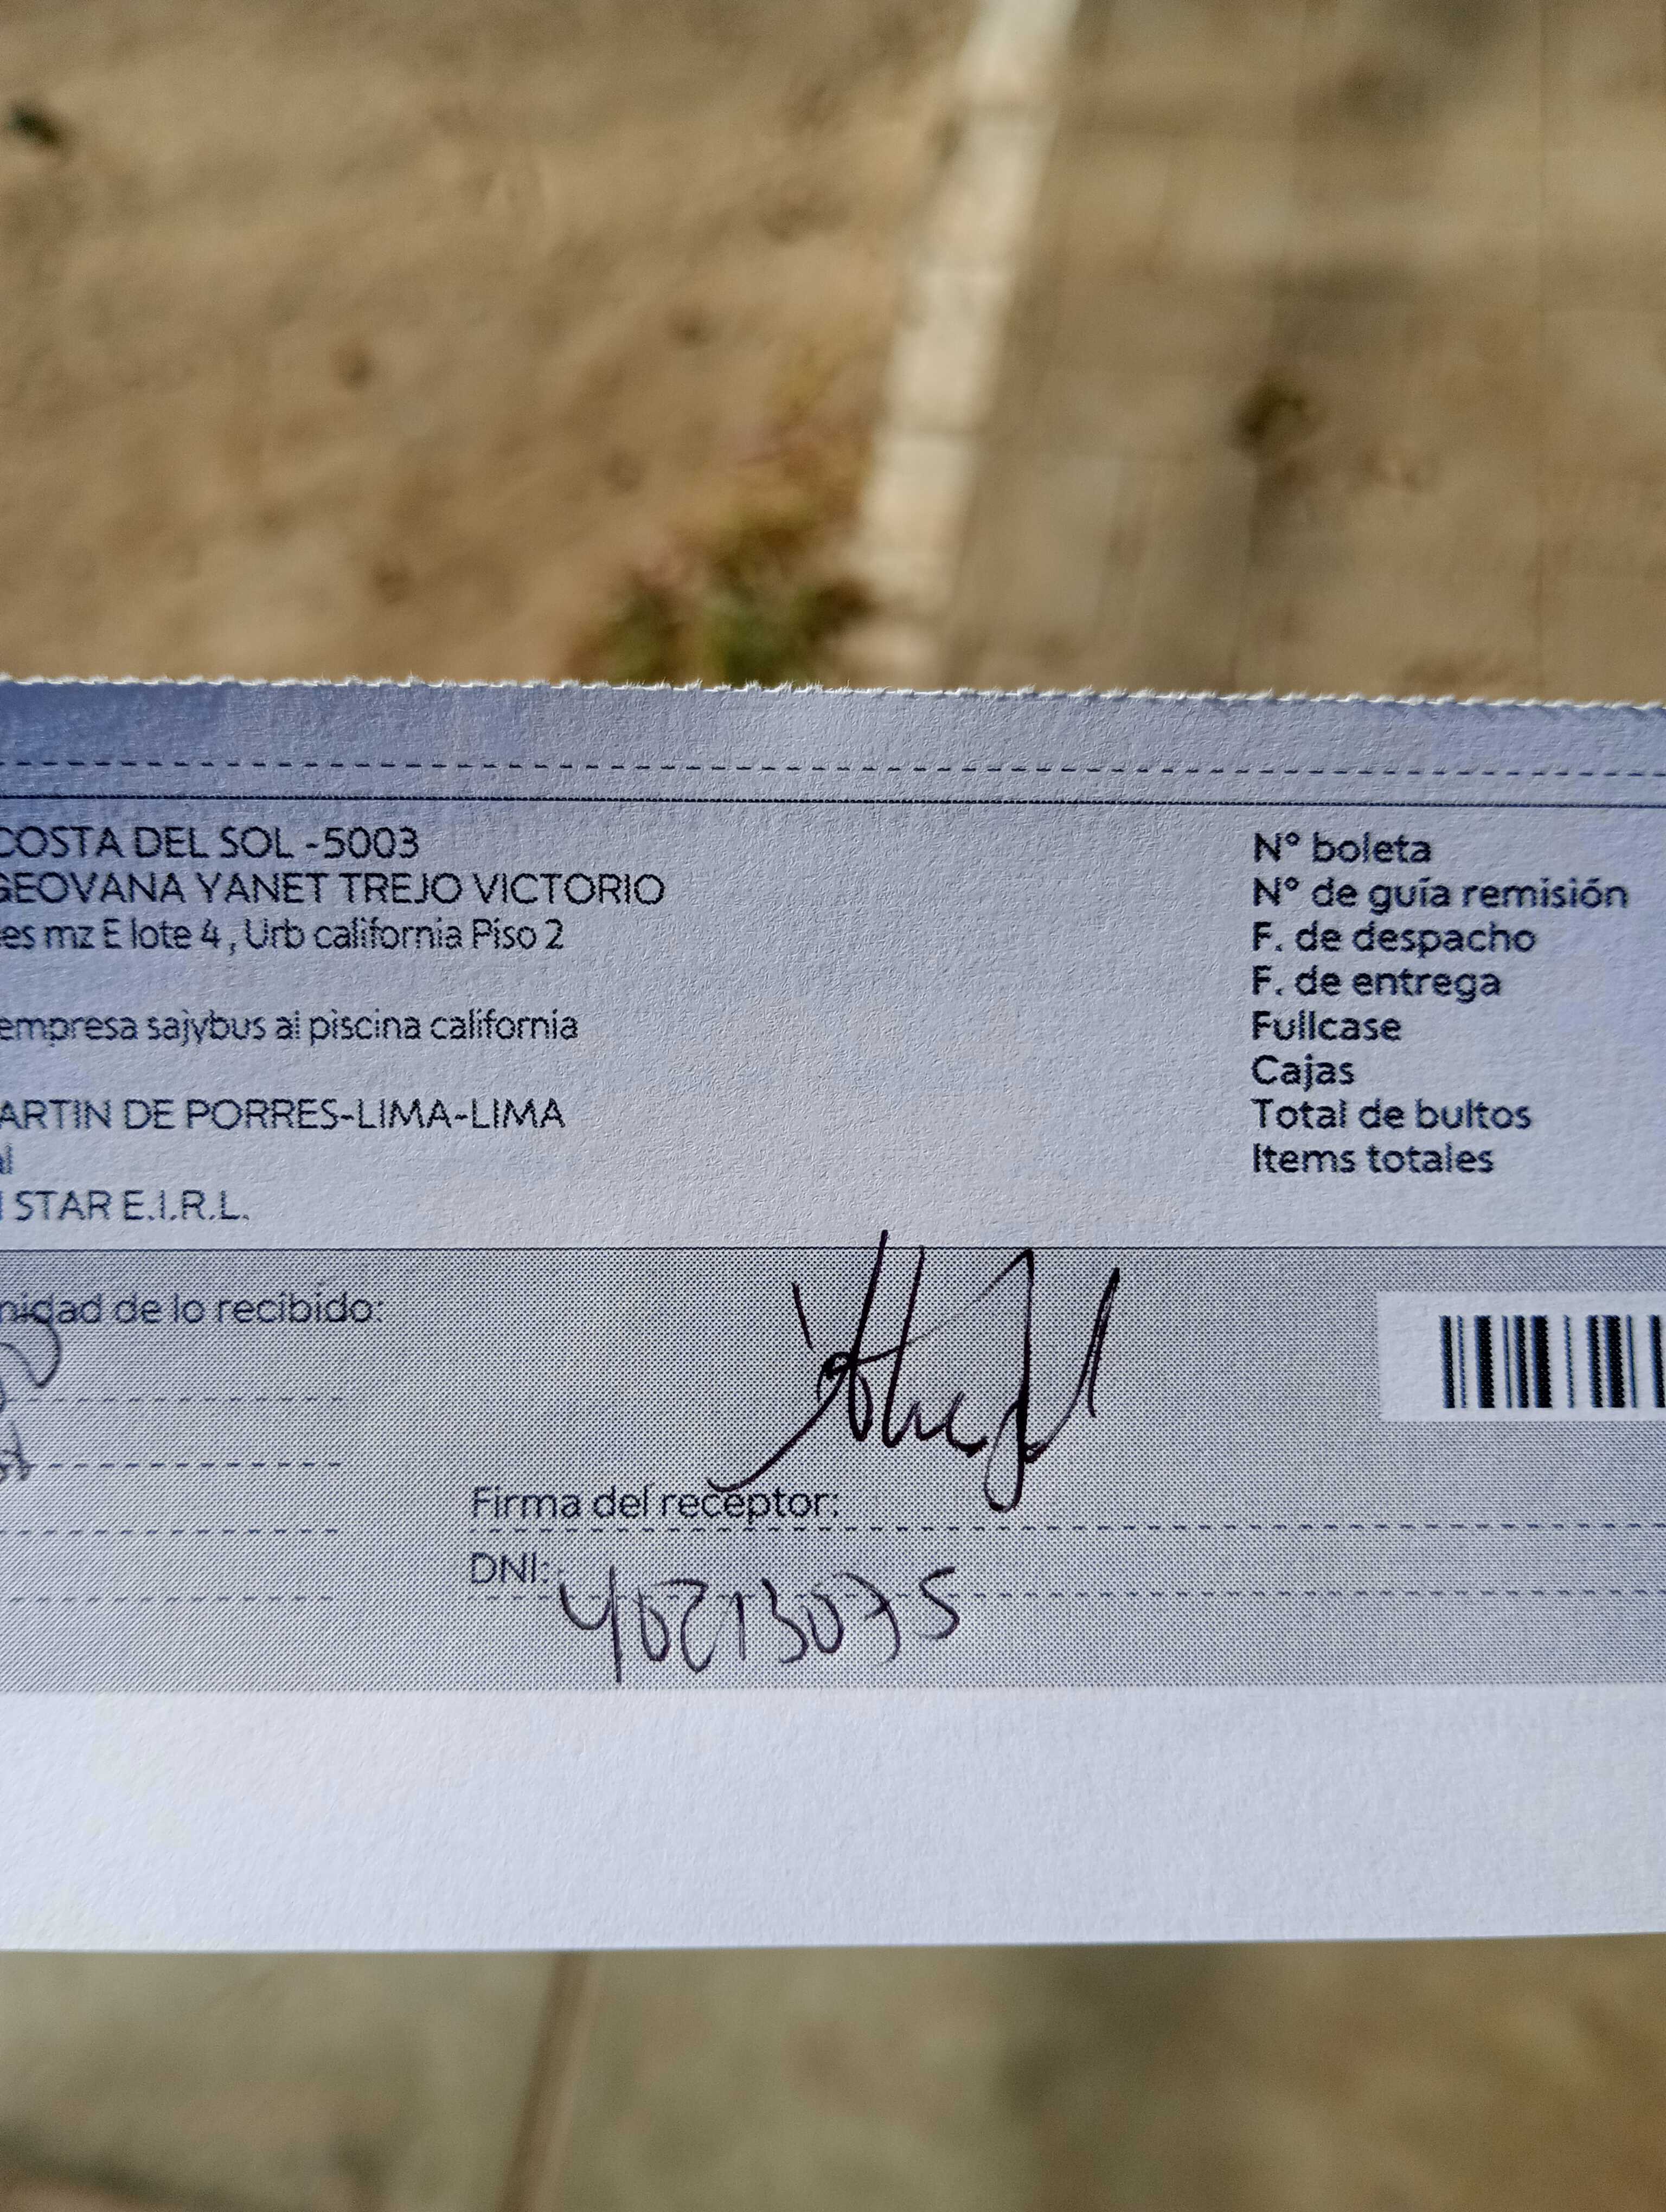 COSTA DEL SOL -5003
GEOVANA YANET TREJO VICTORIO
es mz E lote 4, Urb california Piso 2
empresa sajybus al piscina california
ARTIN DE PORRES-LIMA-LIMA
al
STAR E.I.R.L.
N° boleta
N° de guía remisión
F. de despacho
F. de entrega
Fullcase
Cajas
Total de bultos
Items totales
nidad de lo recibido:
Firma del receptor:
DNI: 40213075